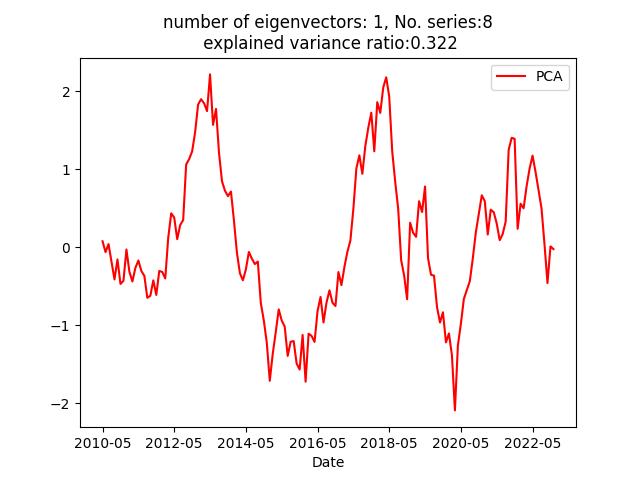 number of eigenvectors: 1, No. series:8
explained variance ratio:0.322
PCA
2
1
0
−1
−2
2010-05 2012-05 2014-05 2016-05 2018-05 2020-05 2022-05
Date